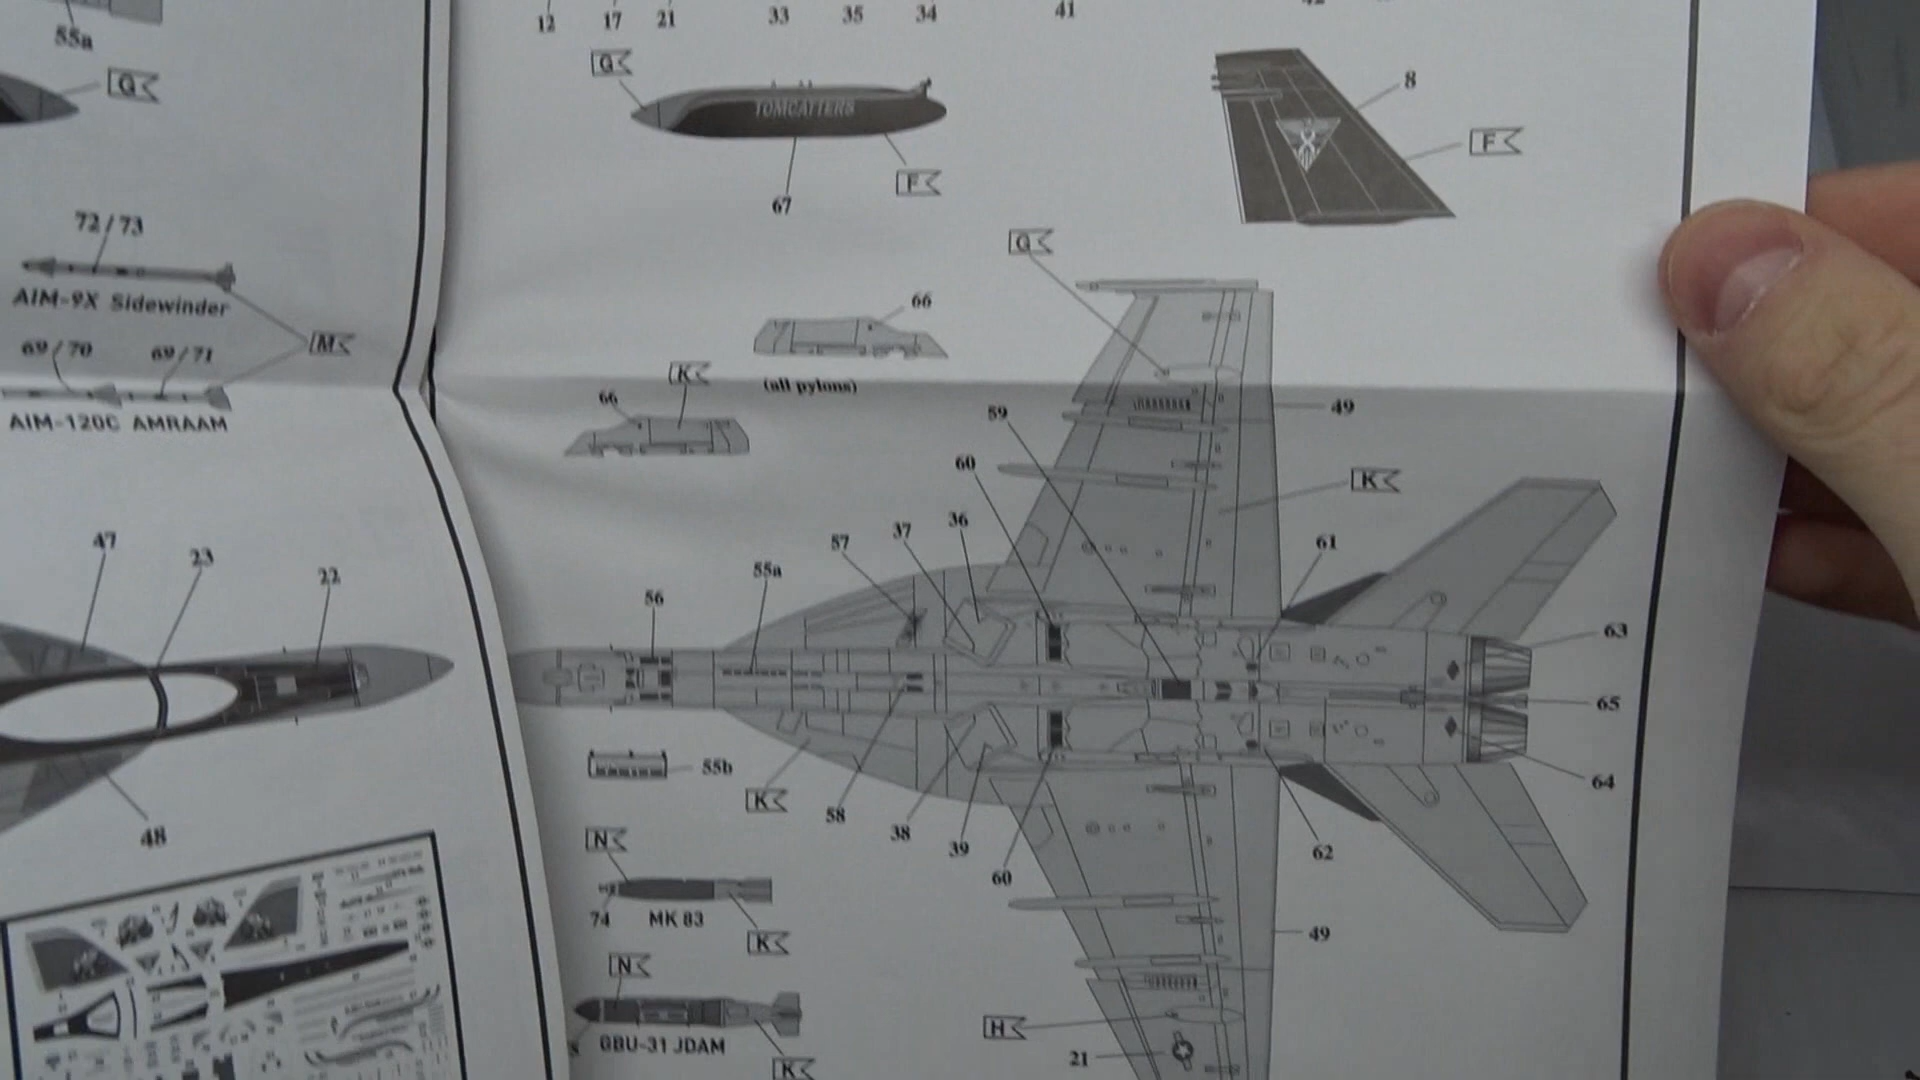 12 17 21 33 35 34 41
55a
G
G
TOMCATTERS
8
F
F
67
72/73
AIM-9X Sidewinder
M
69/70 69/71
AIM-120C AMRAAM
G
66
(all pylons)
K
66
59
49
60
K
37 36
57
61
55a
56
47
23
22
63
65
64
55b
K
58
38
39
60
62
48
N
74 MK 83
K
49
N
GBU-31 JDAM
K
H
21